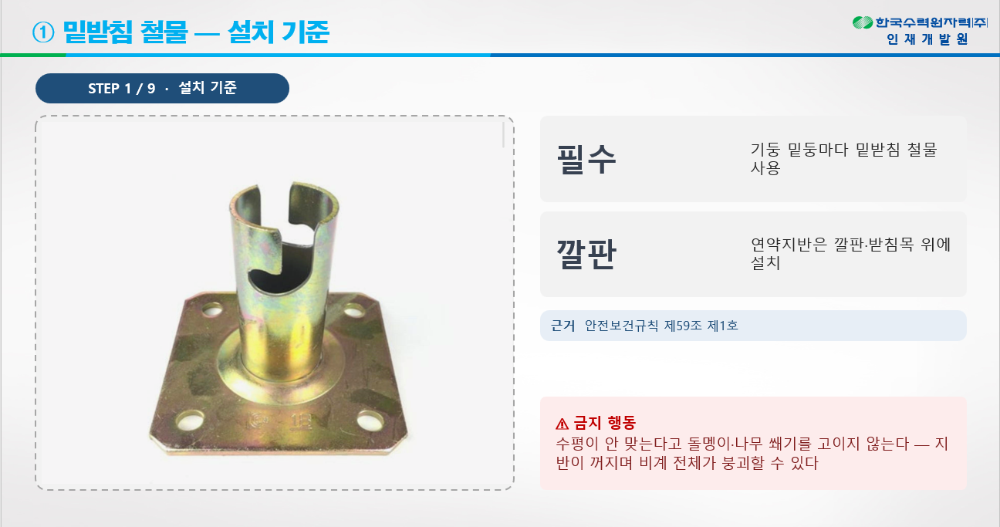 ① 밑받침 철물 — 설치 기준
한국수력원자력(주)
인재개발원
STEP 1 / 9 · 설치 기준
필수
기둥 밑둥마다 밑받침 철물
사용
깔판
연약지반은 깔판·받침목 위에
설치
근거 안전보건규칙 제59조 제1호
⚠ 금지 행동
수평이 안 맞는다고 돌멩이·나무 쐐기를 고이지 않는다 — 지
반이 꺼지며 비계 전체가 붕괴할 수 있다